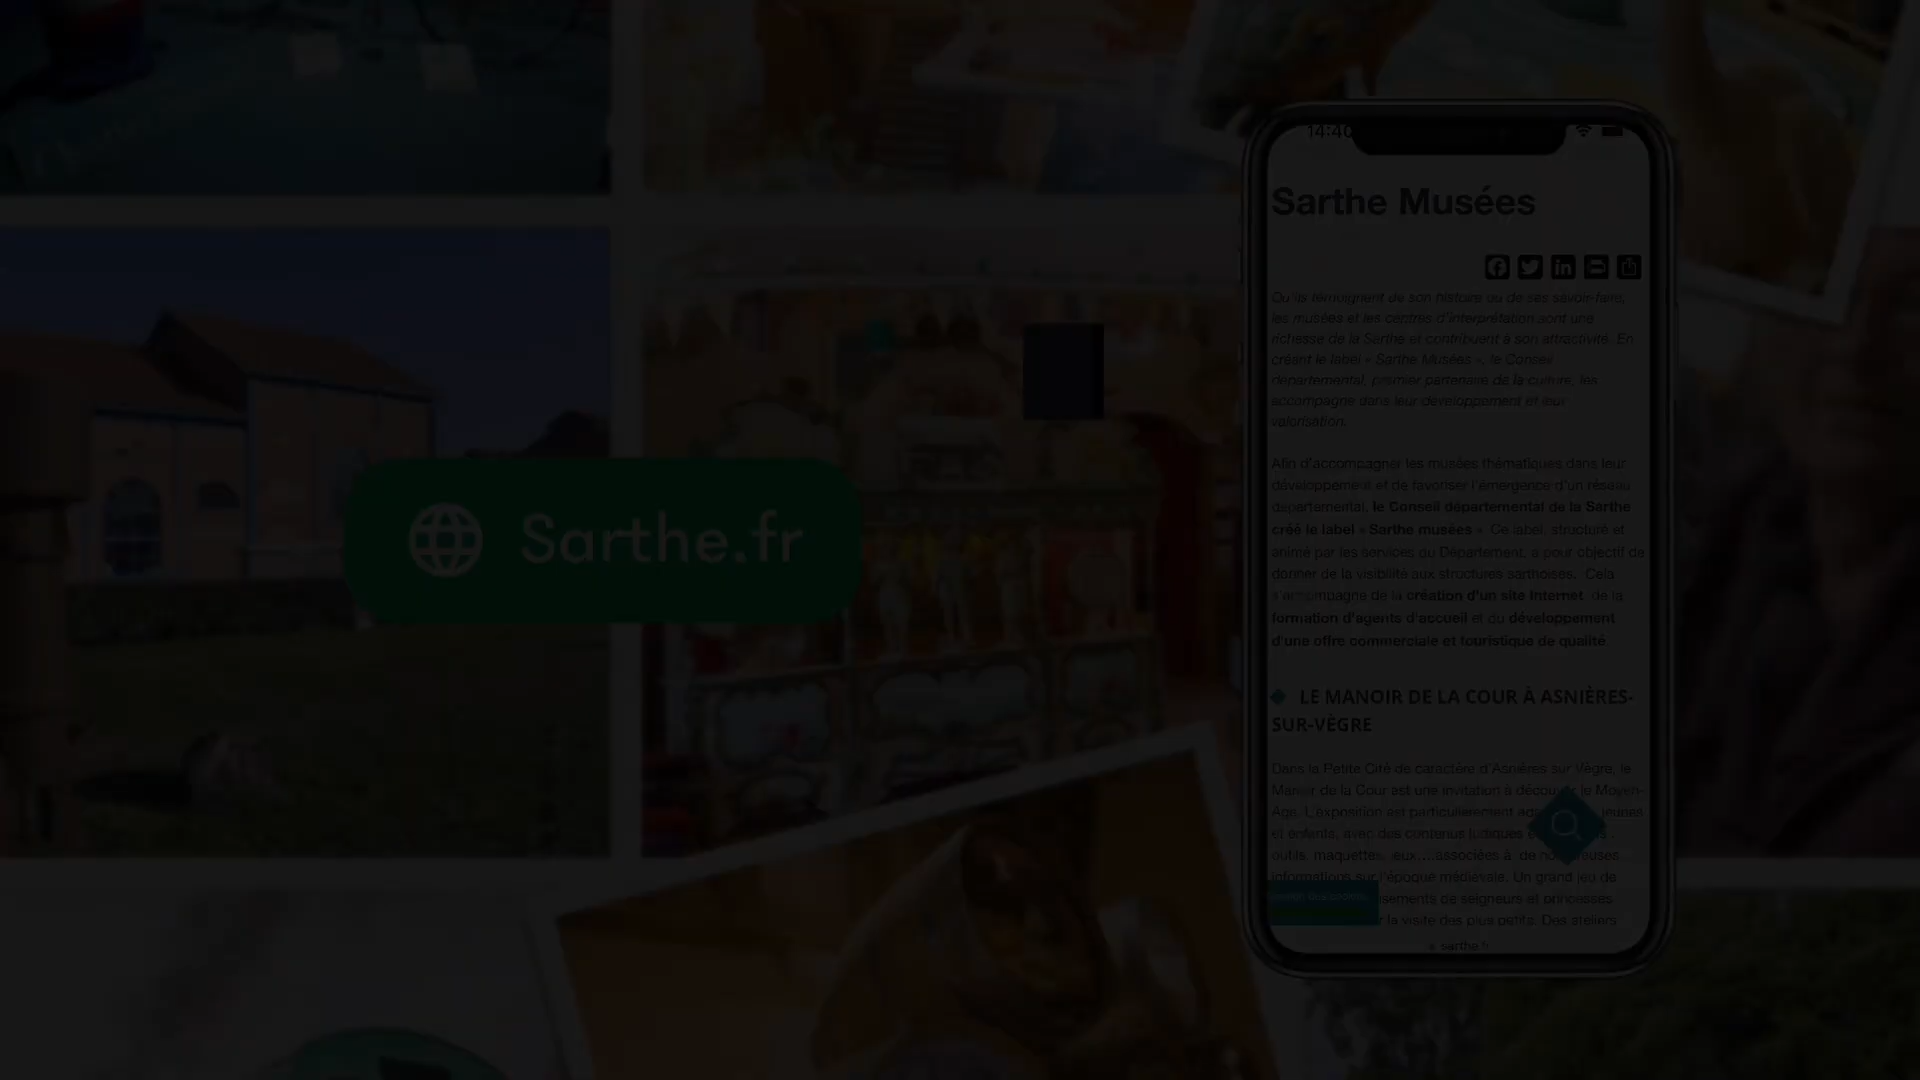 Sarthe.fr
14:40
Sarthe Musées
Qu'ils témoignent de son histoire ou de ses savoir-faire,
les musées et les centres d'interprétation sont une
richesse de la Sarthe et contribuent à son attractivité. En
créant le label « Sarthe Musées », le Conseil
départemental, premier partenaire de la culture, les
accompagne dans leur développement et leur
valorisation.
Afin d'accompagner les musées thématiques dans leur
développement et de favoriser l'émergence d'un réseau
départemental, le Conseil départemental de la Sarthe
créé le label « Sarthe musées ». Ce label, structuré et
animé par les services du Département, a pour objectif de
donner de la visibilité aux structures sarthoises. Cela
s'accompagne de la création d'un site Internet, de la
formation d'agents d'accueil et du développement
d'une offre commerciale et touristique de qualité.
LE MANOIR DE LA COUR À ASNIÈRES-
SUR-VÈGRE
Dans la Petite Cité de caractère d'Asnières sur Vègre, le
Manoir de la Cour est une invitation à découvrir le Moyen-
Âge. L'exposition est particulièrement jeunes
et enfants, avec des contenus ludiques
outils, maquettes, jeux ... associées à de nombreuses
informations sur l'époque médiévale. Un grand jeu de
de seigneurs et princesses
la visite des plus petits. Des ateliers
sarthe.fr